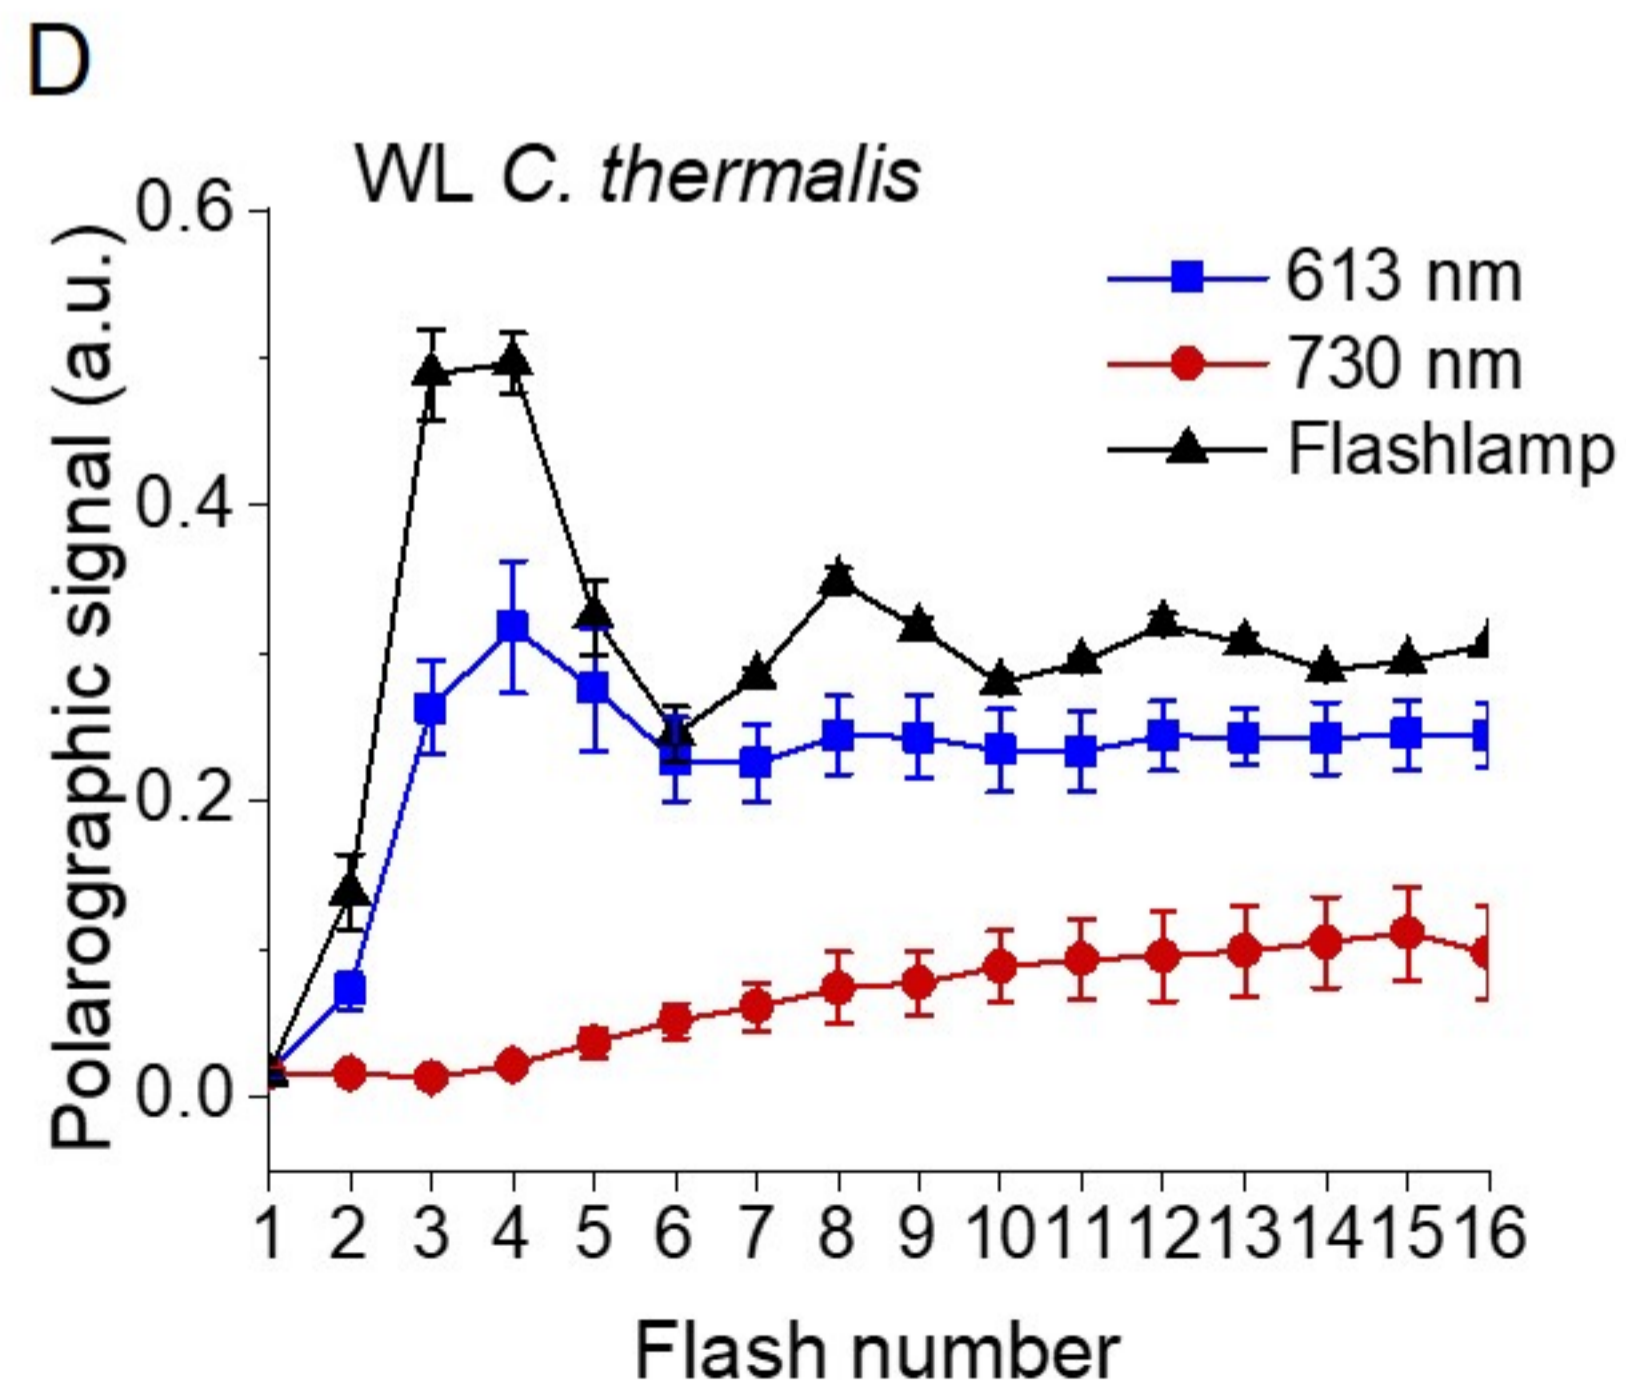 D
WL C. thermalis
Polarographic signal (a.u.)
0.6
0.4
0.2
0.0
613 nm
730 nm
Flashlamp
1 2 3 4 5 6 7 8 9 10 11 12 13 14 15 16
Flash number